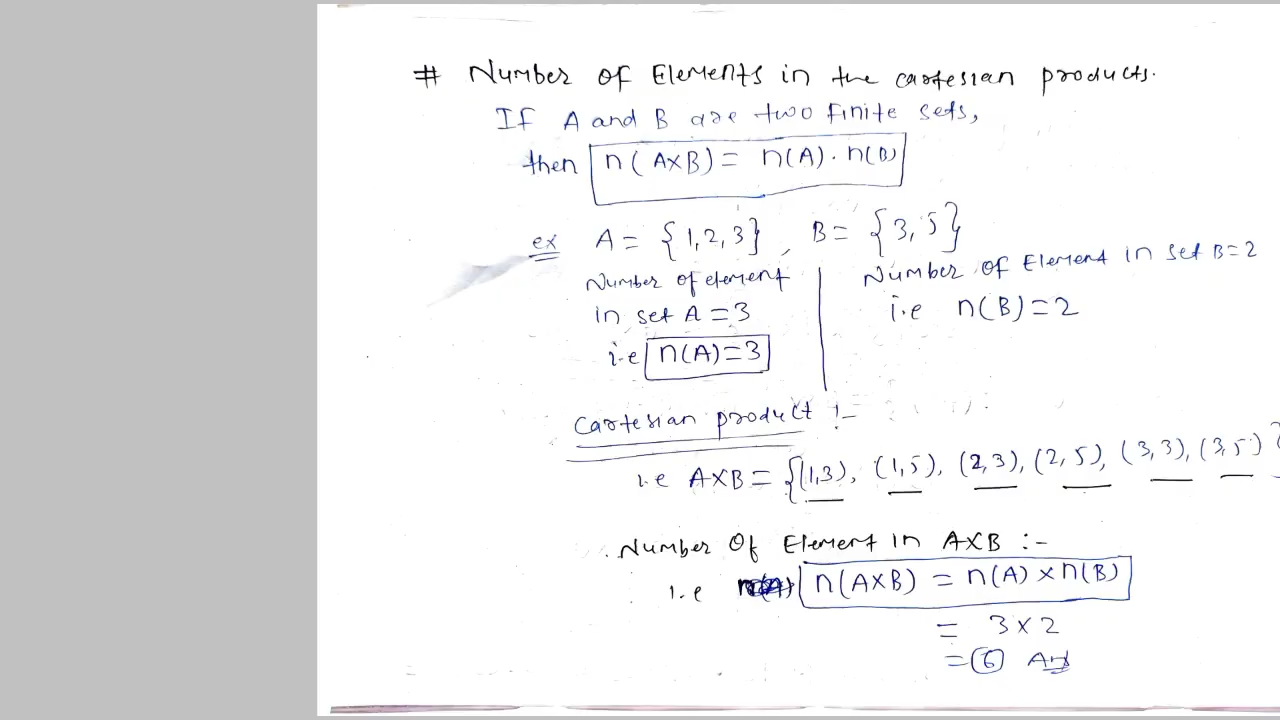 # Number of Elements in the cartesian products.
If A and B are two finite sets,
then n(A×B) = n(A) . n(B)
ex A = {1,2,3}, B = {3,5}
Number of element
in set A = 3
i.e n(A)=3
Number of Element in set B=2
i.e n(B)=2
Cartesian product :-
i.e A×B = {(1,3), (1,5), (2,3), (2,5), (3,3), (3,5)}
Number Of Element in A×B :-
i.e n(A×B) = n(A) × n(B)
= 3×2
= 6 Ans